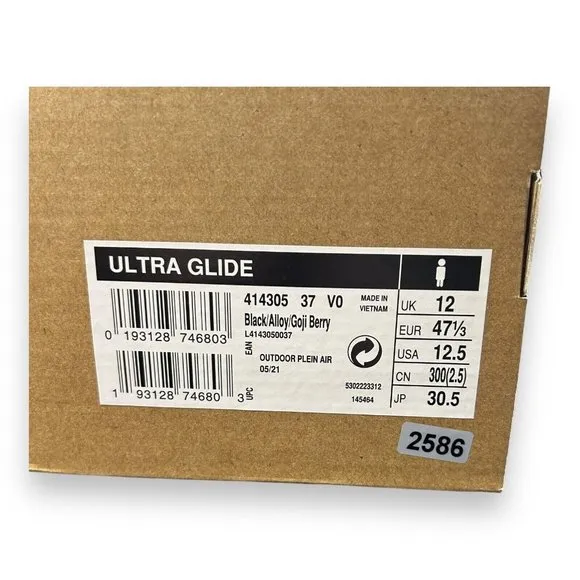 ULTRA GLIDE
414305 37 V0
MADE IN
VIETNAM
Black/Alloy/Goji Berry
L4143050037
0 193128 746803
EAN
OUTDOOR PLEIN AIR
05/21
5302223312
145464
1 93128 74680 3
UPC
UK 12
EUR 47⅓
USA 12.5
CN 300(2.5)
JP 30.5
2586